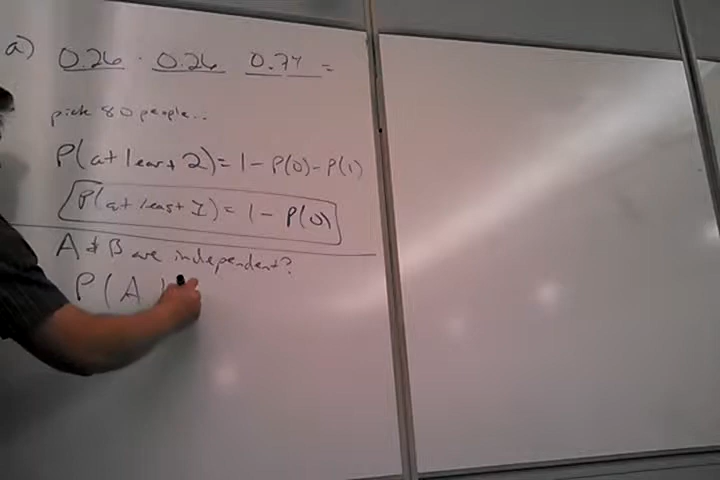 a) 0.26 · 0.26 0.74 =
pick 80 people...
P(at least 2) = 1 - P(0) - P(1)
P(at least 1) = 1 - P(0)
A & B are independent?
P(A